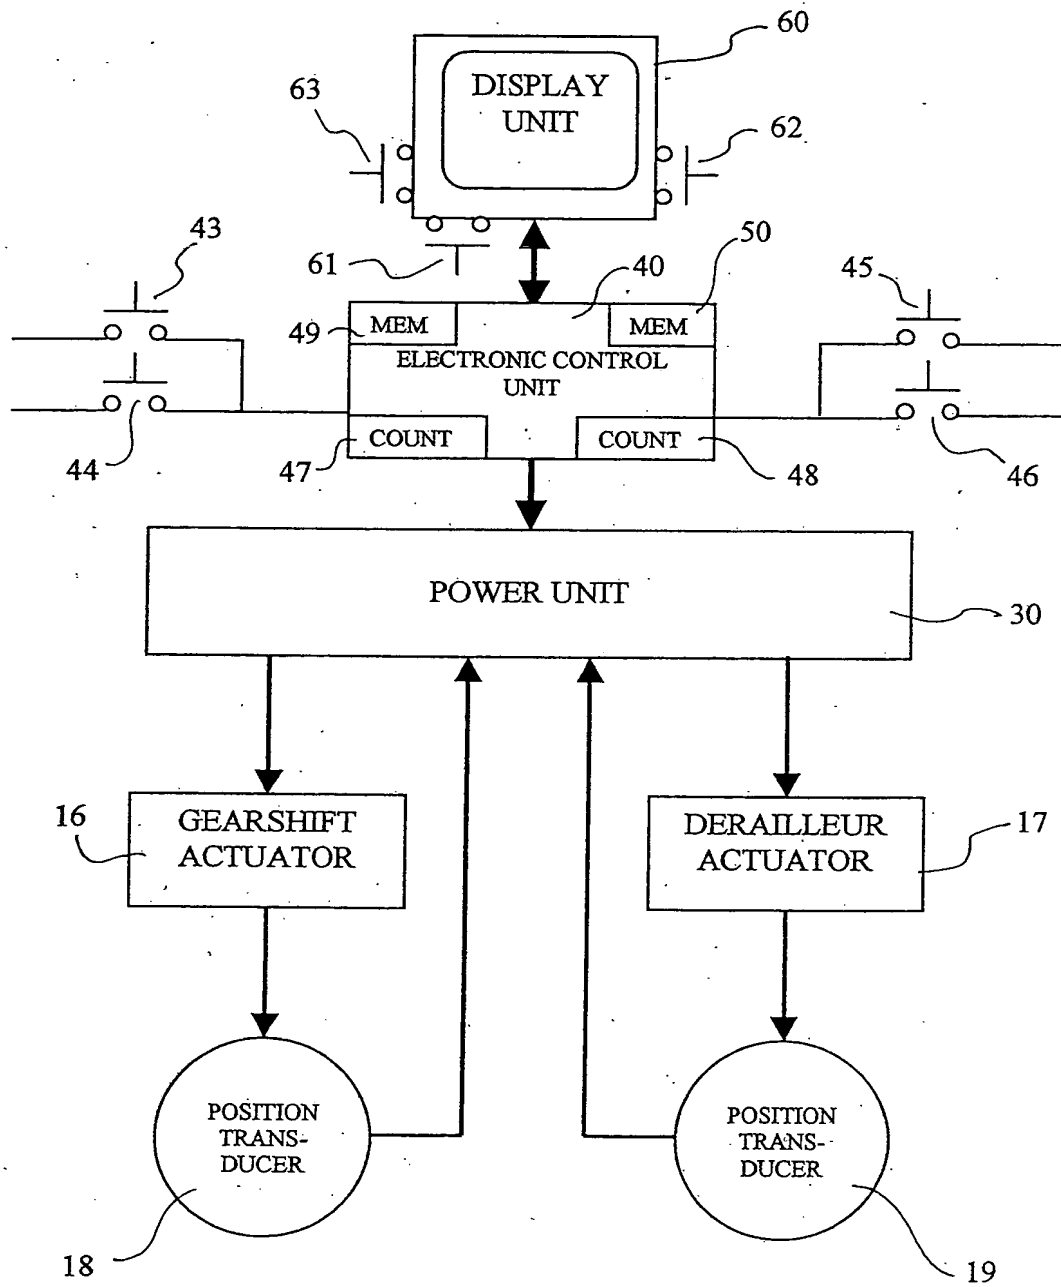 60
DISPLAY
UNIT
63
62
43
61
40
50
45
49
MEM
MEM
ELECTRONIC CONTROL
UNIT
44
47
COUNT
COUNT
48
46
POWER UNIT
30
16
GEARSHIFT
ACTUATOR
DERAILLEUR
ACTUATOR
17
POSITION
TRANS-
DUCER
POSITION
TRANS-
DUCER
18
19